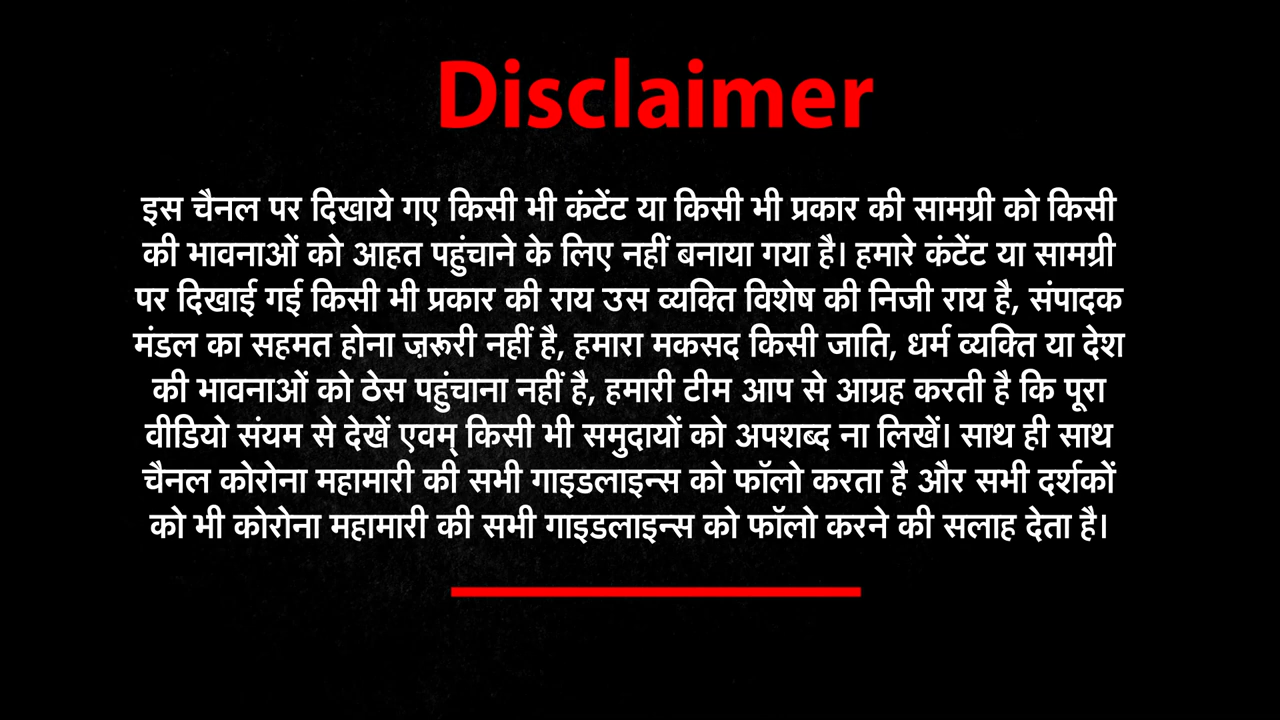 Disclaimer
इस चैनल पर दिखाये गए किसी भी कंटेंट या किसी भी प्रकार की सामग्री को किसी
की भावनाओं को आहत पहुंचाने के लिए नहीं बनाया गया है। हमारे कंटेंट या सामग्री
पर दिखाई गई किसी भी प्रकार की राय उस व्यक्ति विशेष की निजी राय है, संपादक
मंडल का सहमत होना ज़रूरी नहीं है, हमारा मकसद किसी जाति, धर्म व्यक्ति या देश
की भावनाओं को ठेस पहुंचाना नहीं है, हमारी टीम आप से आग्रह करती है कि पूरा
वीडियो संयम से देखें एवम् किसी भी समुदायों को अपशब्द ना लिखें। साथ ही साथ
चैनल कोरोना महामारी की सभी गाइडलाइन्स को फॉलो करता है और सभी दर्शकों
को भी कोरोना महामारी की सभी गाइडलाइन्स को फॉलो करने की सलाह देता है।